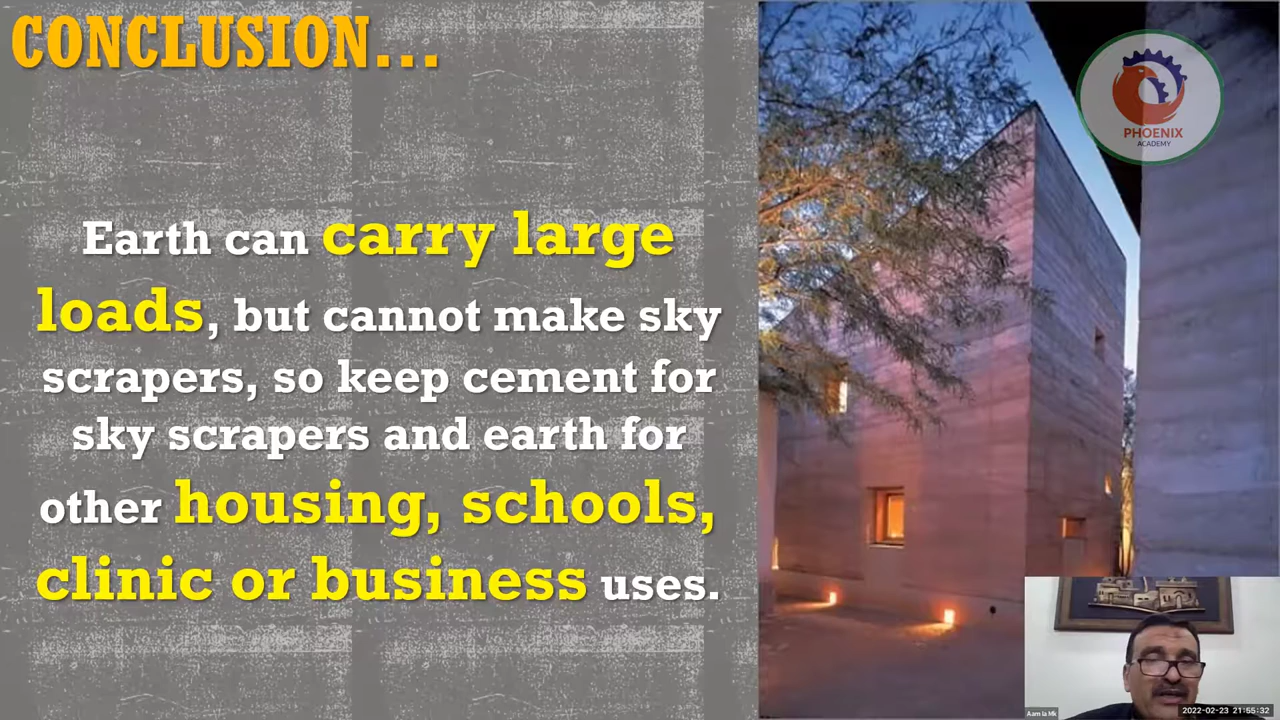 CONCLUSION...
Earth can carry large
loads, but cannot make sky
scrapers, so keep cement for
sky scrapers and earth for
other housing, schools,
clinic or business uses.
PHOENIX
ACADEMY
2022-02-23 21:55:32